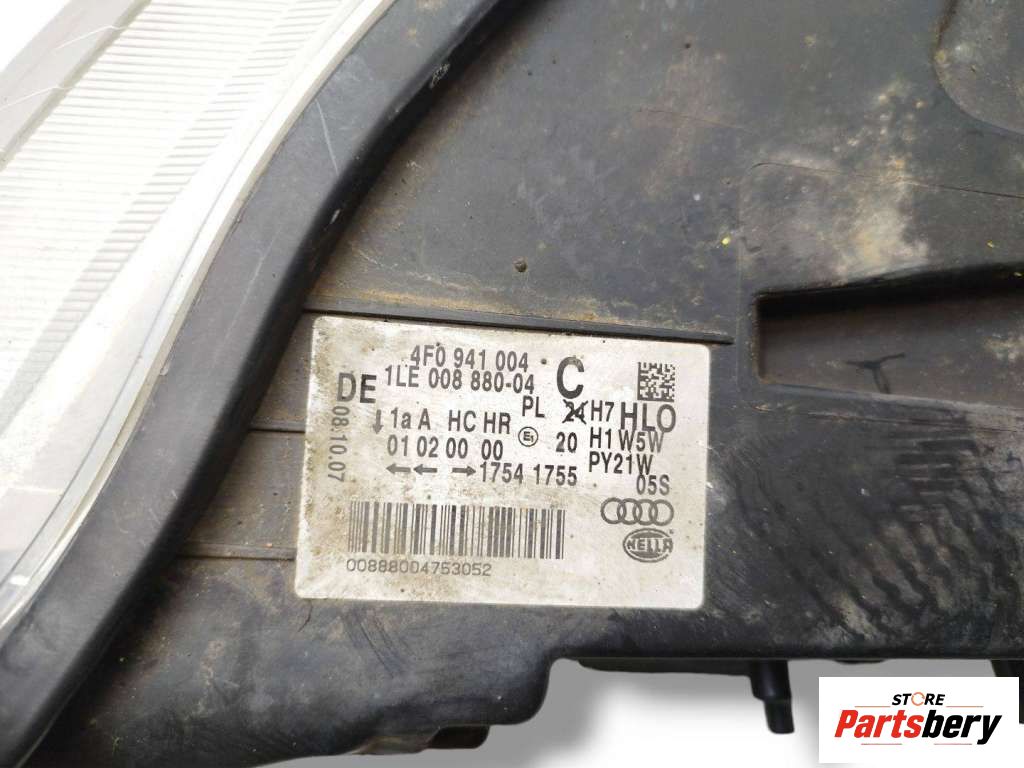 4F0 941 004 C
1LE 008 880-04
DE
PL 24 H7 HLO
1a A HC HR E1 20 H1 W5W
01 02 00 00 PY21W
1754 1755 05S
08.10.07
HELLA
00888004753052
STORE
Partsbery